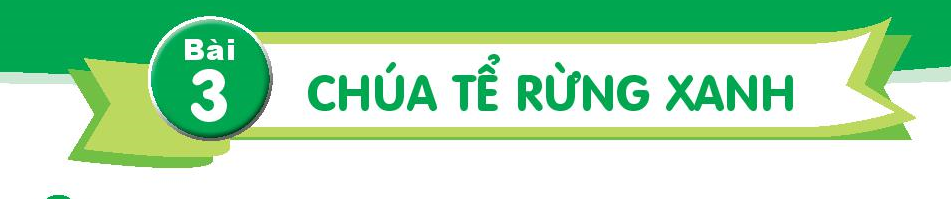 Bài
3
CHÚA TỂ RỪNG XANH